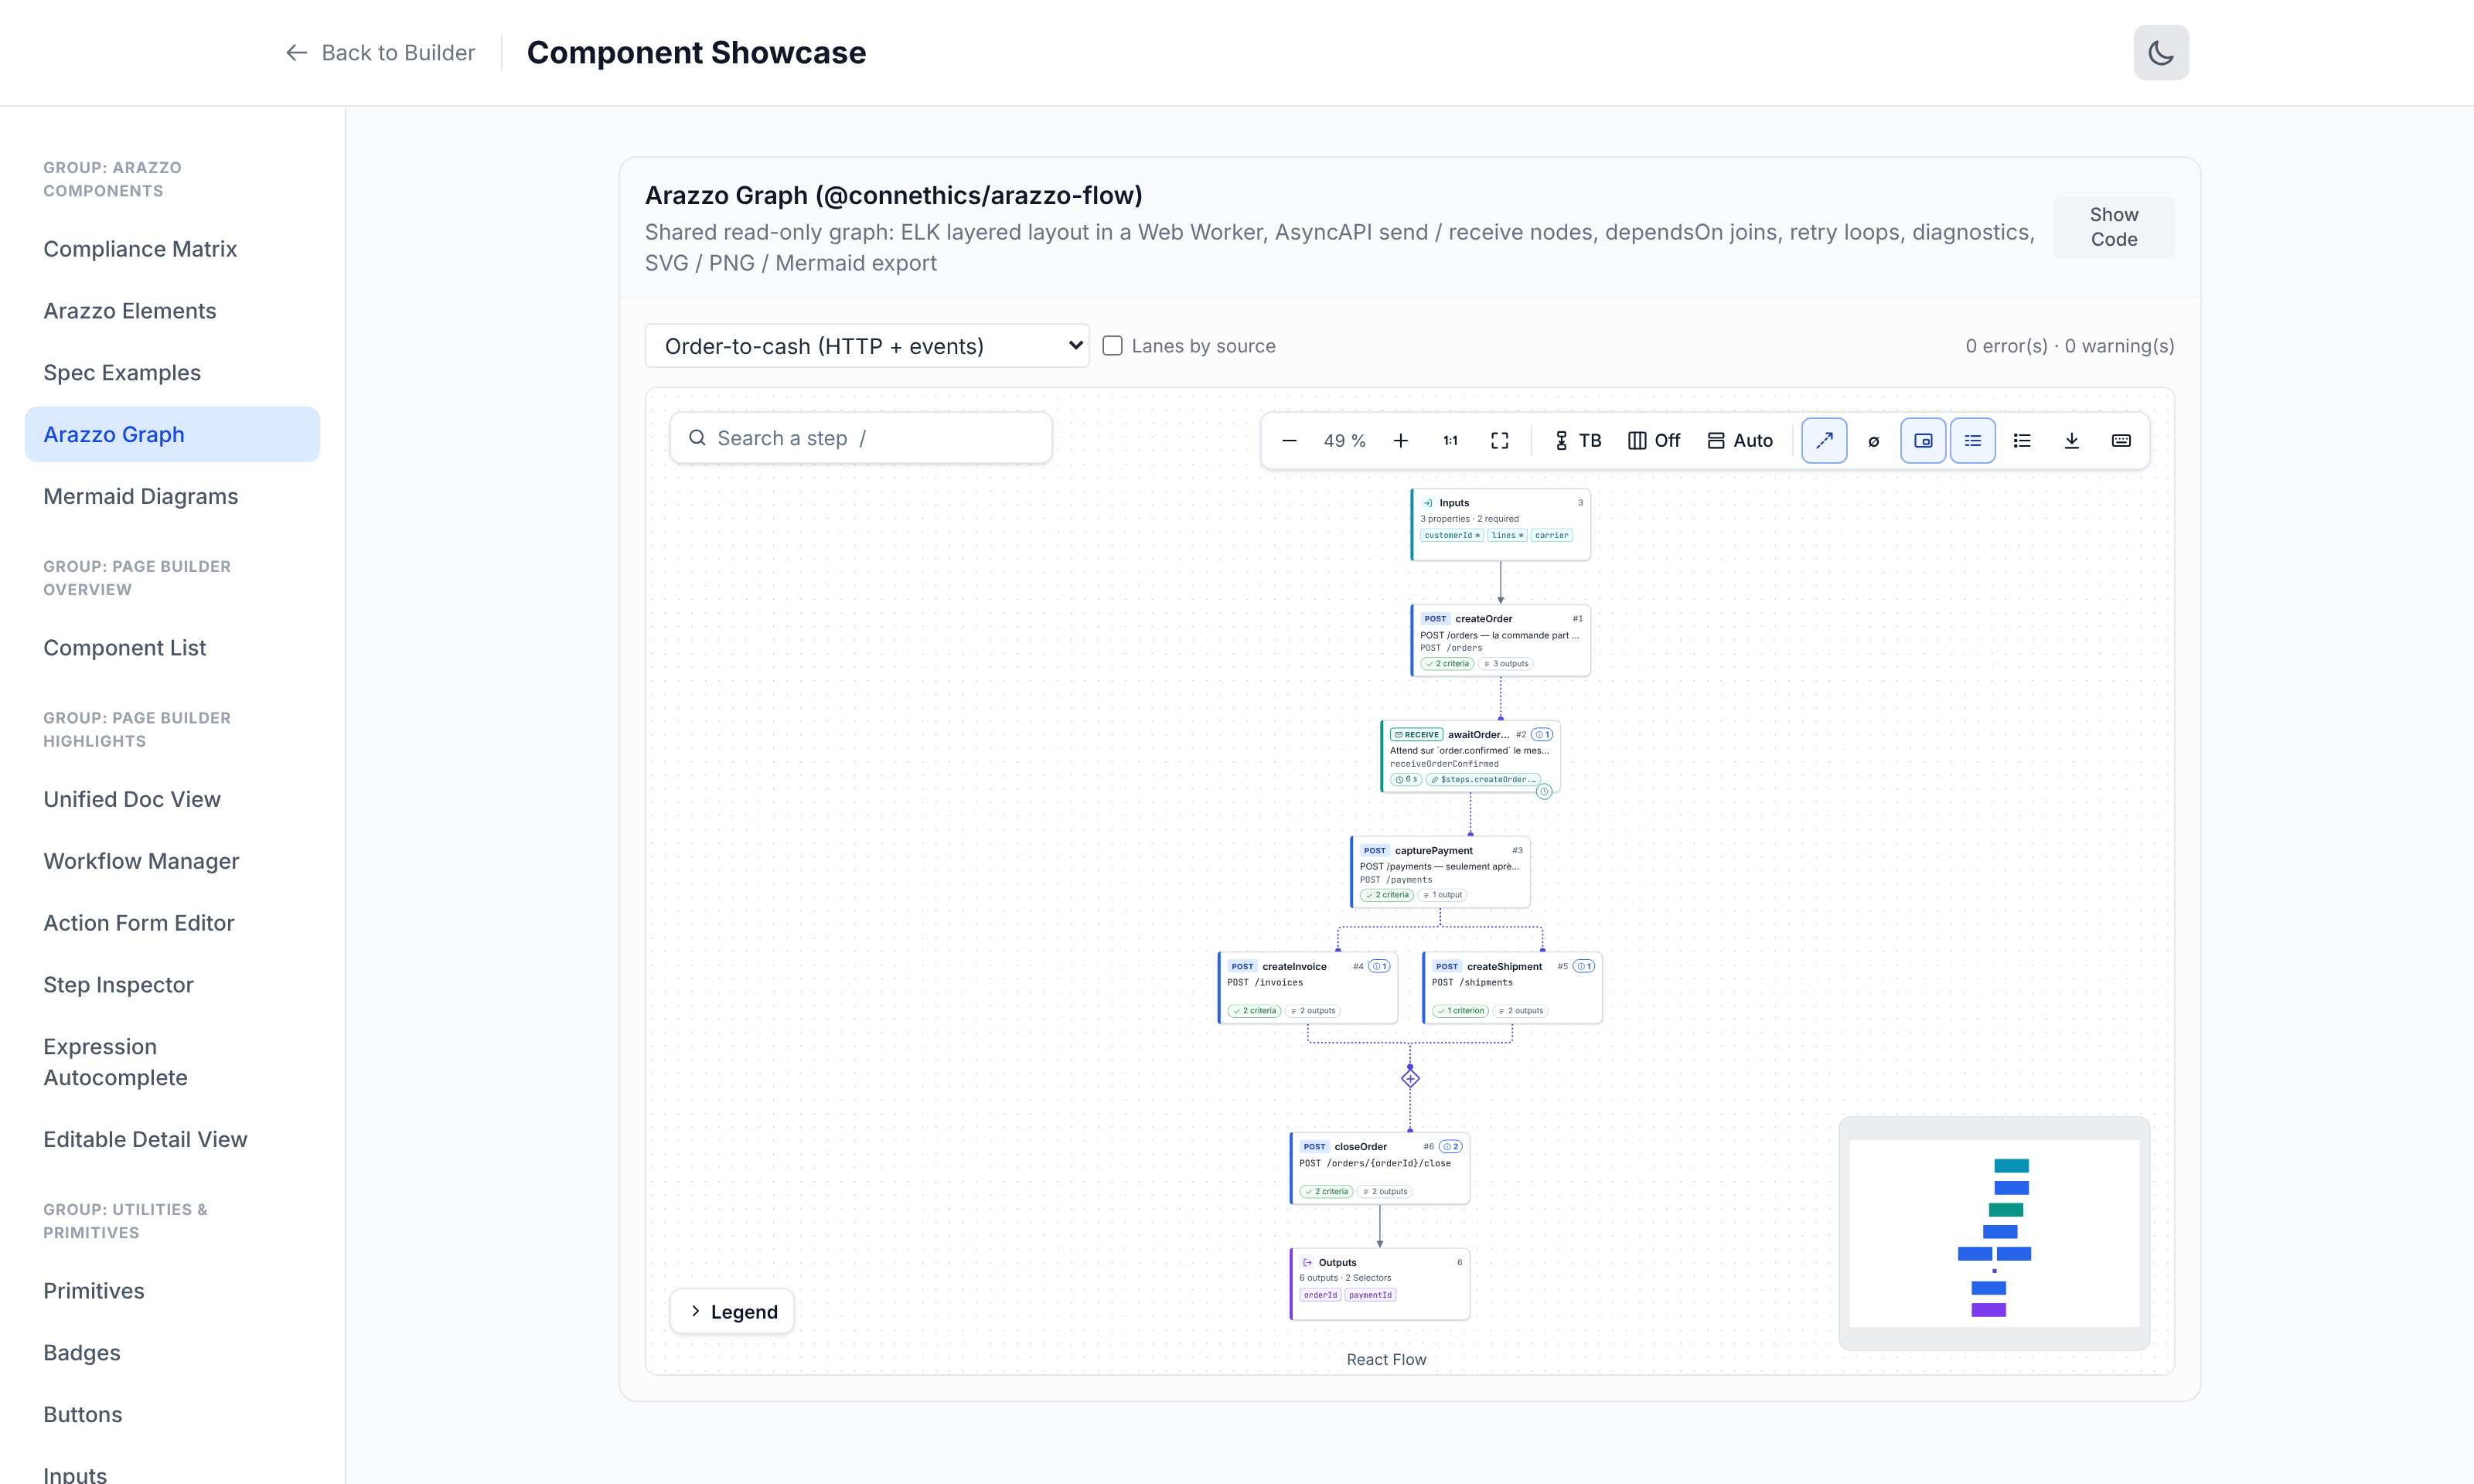 Back to Builder
Component Showcase
GROUP: ARAZZO
COMPONENTS
Compliance Matrix
Arazzo Elements
Spec Examples
Arazzo Graph
Mermaid Diagrams
GROUP: PAGE BUILDER
OVERVIEW
Component List
GROUP: PAGE BUILDER
HIGHLIGHTS
Unified Doc View
Workflow Manager
Action Form Editor
Step Inspector
Expression
Autocomplete
Editable Detail View
GROUP: UTILITIES &
PRIMITIVES
Primitives
Badges
Buttons
Inputs
Arazzo Graph (@connethics/arazzo-flow)
Shared read-only graph: ELK layered layout in a Web Worker, AsyncAPI send / receive nodes, dependsOn joins, retry loops, diagnostics,
SVG / PNG / Mermaid export
Show
Code
Order-to-cash (HTTP + events)
Lanes by source
0 error(s) · 0 warning(s)
Search a step /
49 %
1:1
TB
Off
Auto
Inputs 3
3 properties · 2 required
customerId * lines * carrier
POST createOrder #1
POST /orders — la commande part ...
POST /orders
2 criteria 3 outputs
RECEIVE awaitOrder... #2 1
Attend sur `order.confirmed` le mes...
receiveOrderConfirmed
6 s $steps.createOrder...
POST capturePayment #3
POST /payments — seulement aprè...
POST /payments
2 criteria 1 output
POST createInvoice #4 1
POST /invoices
2 criteria 2 outputs
POST createShipment #5 1
POST /shipments
1 criterion 2 outputs
POST closeOrder #6 2
POST /orders/{orderId}/close
2 criteria 2 outputs
Outputs 6
6 outputs · 2 Selectors
orderId paymentId
Legend
React Flow